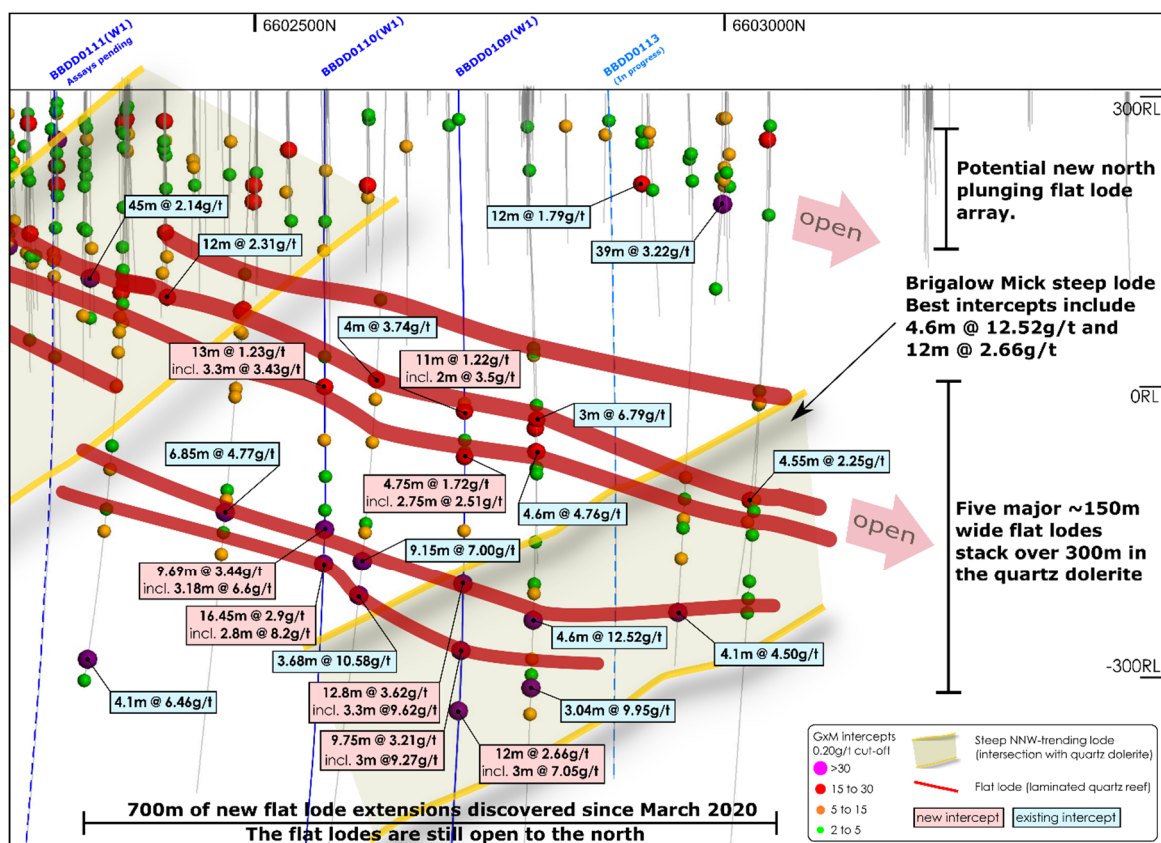 6602500N
6603000N
BBDD0111(W1)
Assays pending
BBDD0110(W1)
BBDD0109(W1)
BBDD0113
(In progress)
300RL
Potential new north
plunging flat lode
array.
45m @ 2.14g/t
12m @ 1.79g/t
open
12m @ 2.31g/t
39m @ 3.22g/t
Brigalow Mick steep lode
Best intercepts include
4.6m @ 12.52g/t and
12m @ 2.66g/t
4m @ 3.74g/t
13m @ 1.23g/t
incl. 3.3m @ 3.43g/t
11m @ 1.22g/t
incl. 2m @ 3.5g/t
0RL
3m @ 6.79g/t
6.85m @ 4.77g/t
4.55m @ 2.25g/t
4.75m @ 1.72g/t
incl. 2.75m @ 2.51g/t
4.6m @ 4.76g/t
open
Five major ~150m
wide flat lodes
stack over 300m in
the quartz dolerite
9.15m @ 7.00g/t
9.69m @ 3.44g/t
incl. 3.18m @ 6.6g/t
16.45m @ 2.9g/t
incl. 2.8m @ 8.2g/t
4.6m @ 12.52g/t
3.68m @ 10.58g/t
4.1m @ 4.50g/t
-300RL
4.1m @ 6.46g/t
12.8m @ 3.62g/t
incl. 3.3m @9.62g/t
3.04m @ 9.95g/t
9.75m @ 3.21g/t
incl. 3m @9.27g/t
12m @ 2.66g/t
incl. 3m @ 7.05g/t
GxM intercepts
0.20g/t cut-off
>30
15 to 30
5 to 15
2 to 5
Steep NNW-trending lode
(intersection with quartz dolerite)
Flat lode (laminated quartz reef)
new intercept
existing intercept
700m of new flat lode extensions discovered since March 2020
The flat lodes are still open to the north